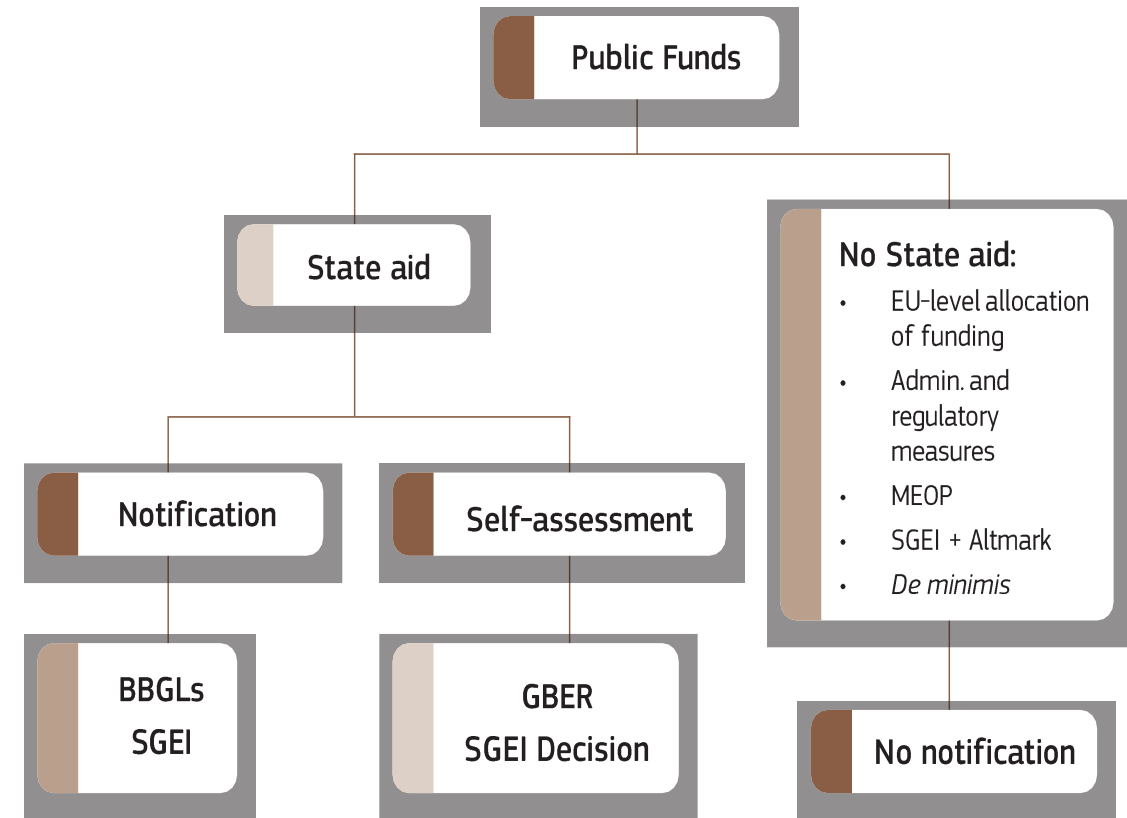 Public Funds
State aid
No State aid:
• EU-level allocation
of funding
• Admin. and
regulatory
measures
• MEOP
• SGEI + Altmark
• De minimis
Notification
Self-assessment
BBGLs
SGEI
GBER
SGEI Decision
No notification